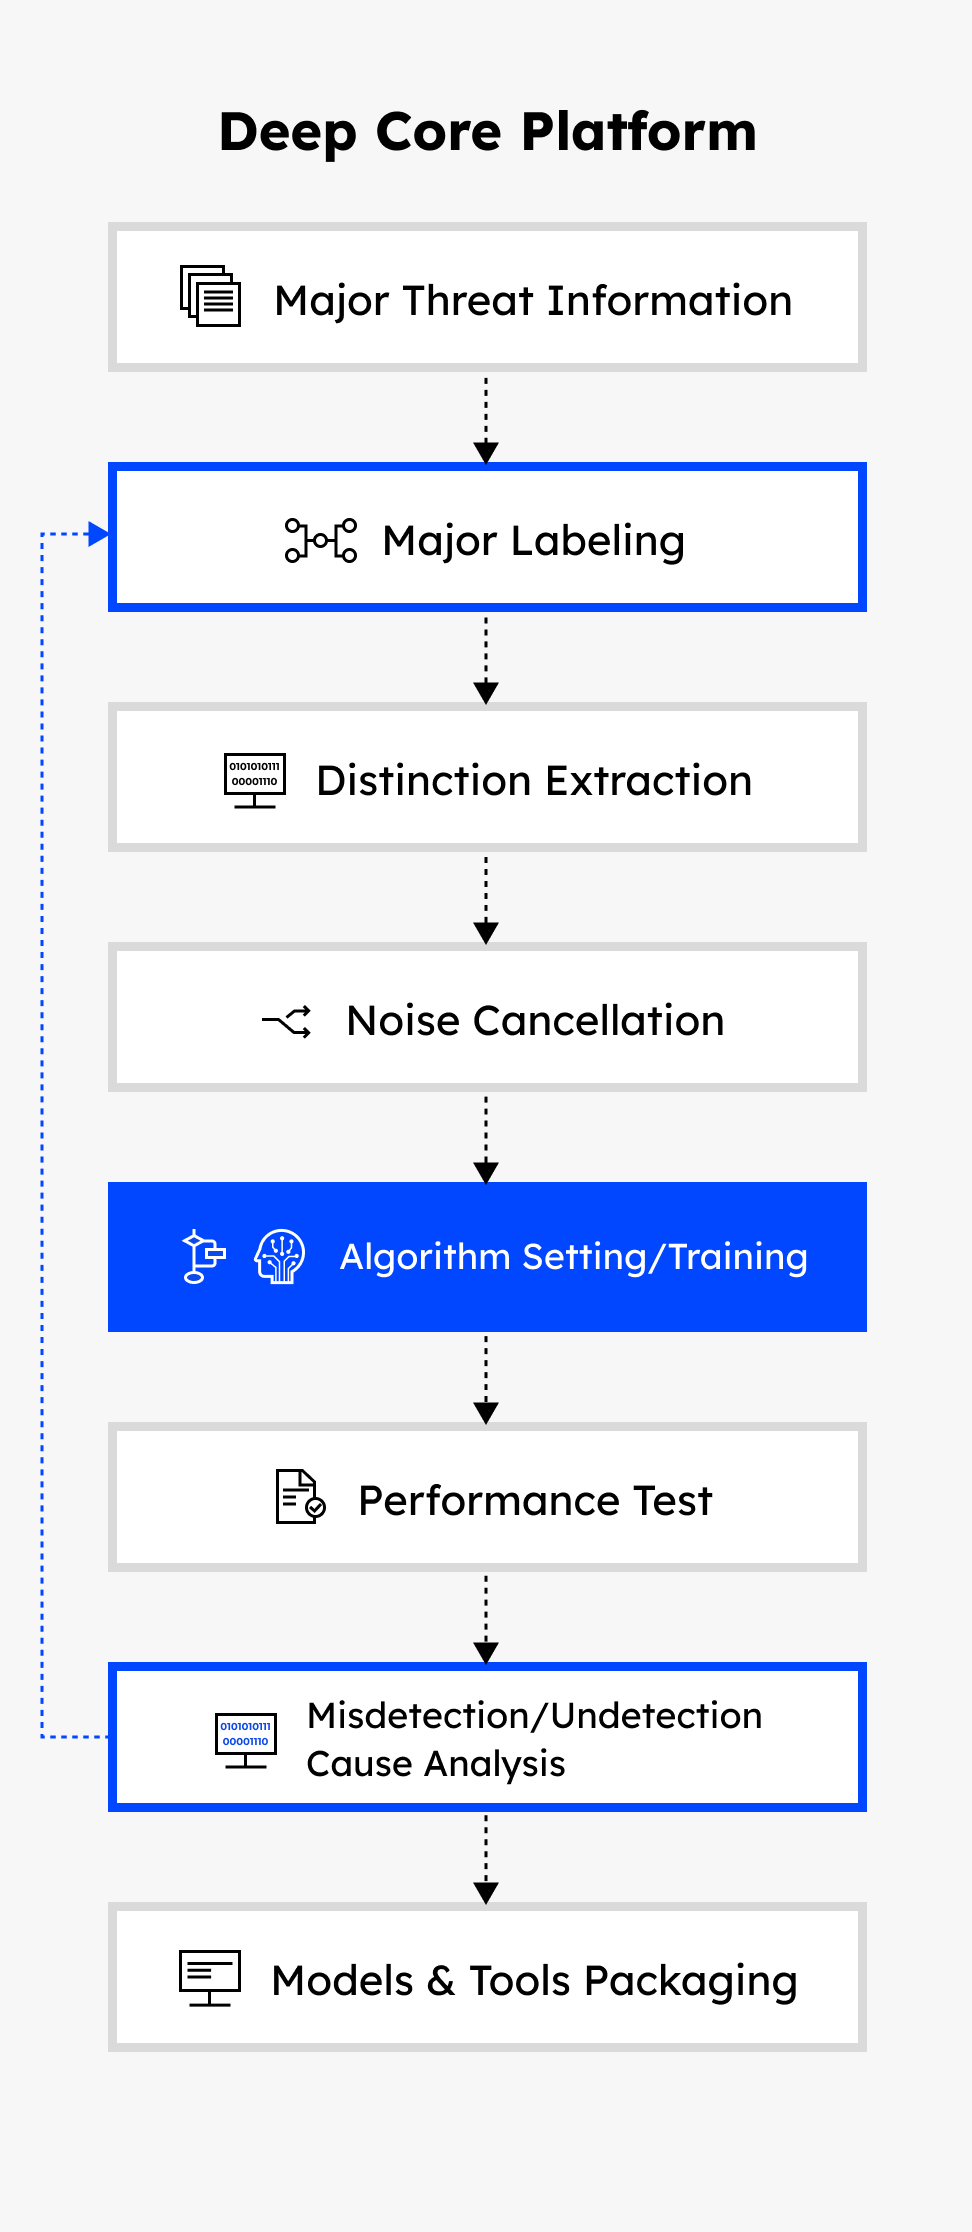 Deep Core Platform
Major Threat Information
Major Labeling
0101010111
00001110
Distinction Extraction
Noise Cancellation
Algorithm Setting/Training
Performance Test
0101010111
00001110
Misdetection/Undetection
Cause Analysis
Models & Tools Packaging